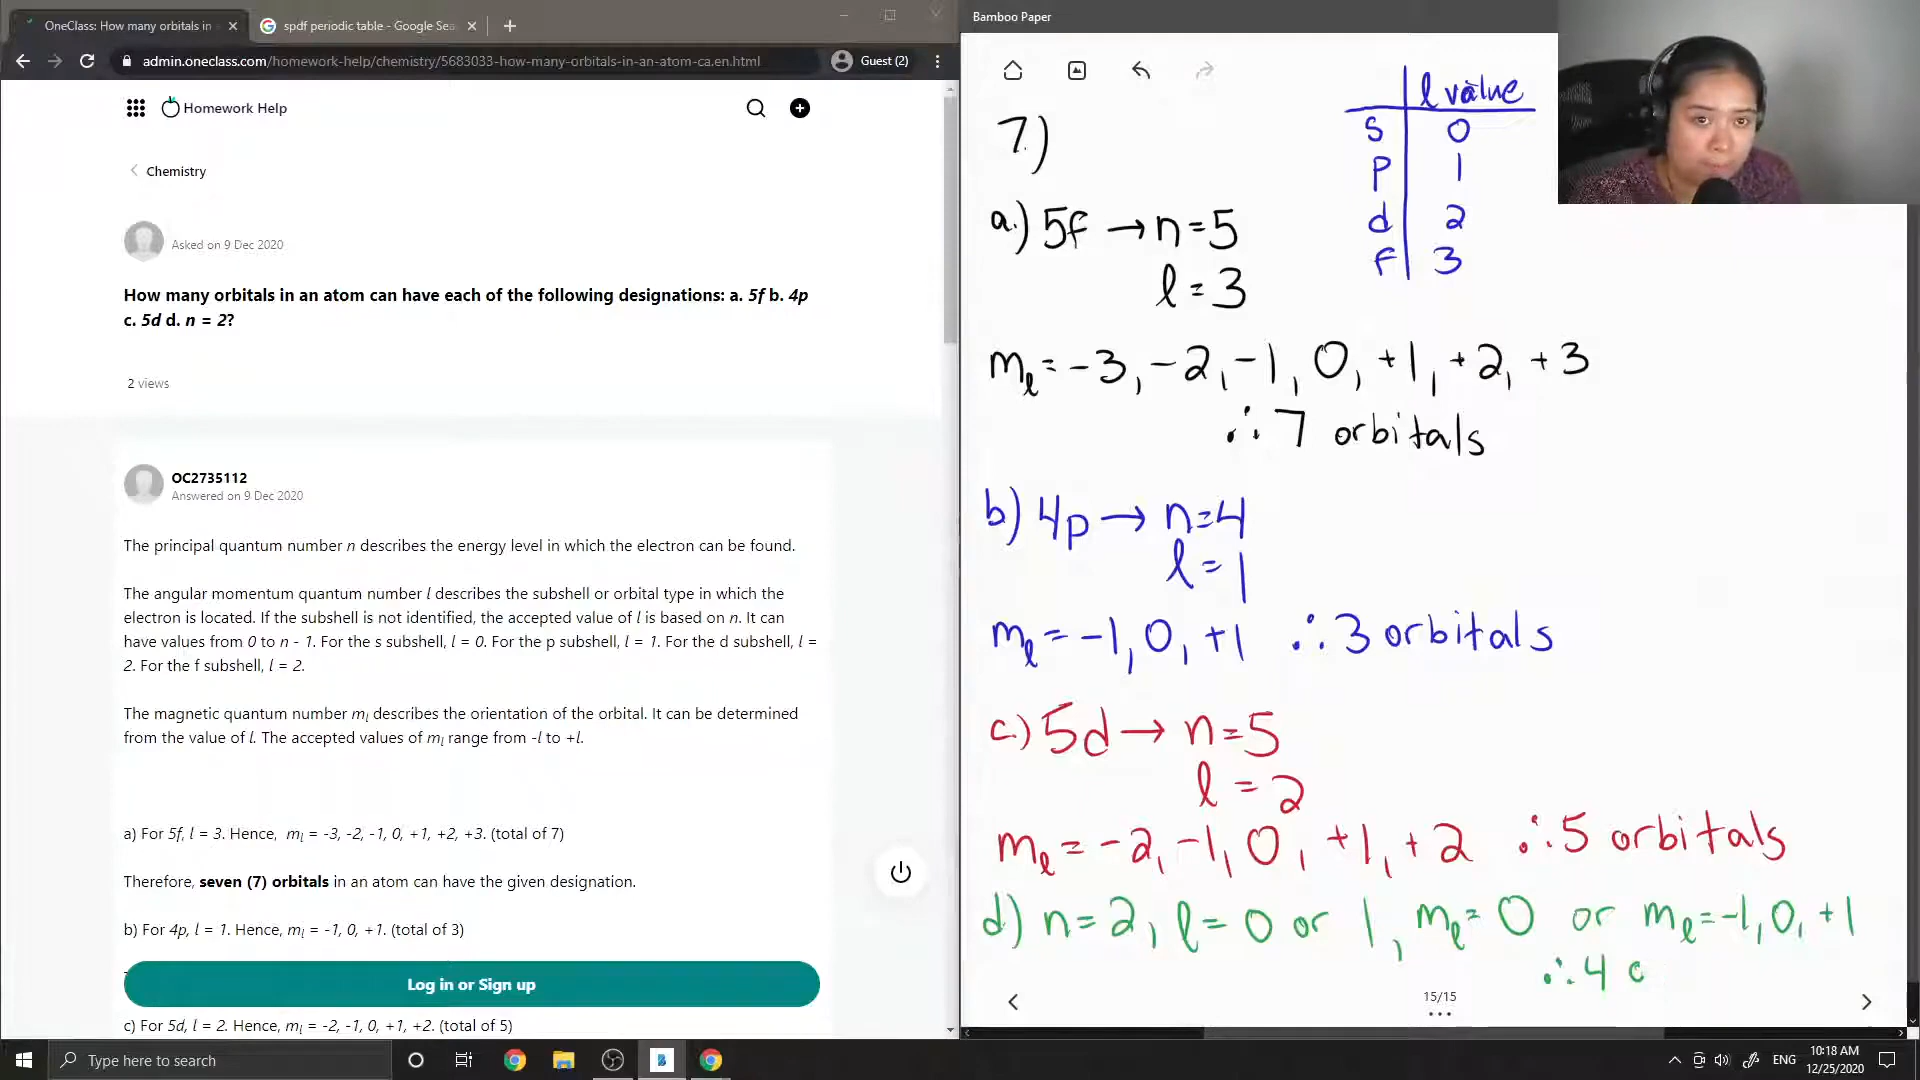 OneClass: How many orbitals in
spdf periodic table - Google Sea
admin.oneclass.com/homework-help/chemistry/5683033-how-many-orbitals-in-an-atom-ca.en.html
Guest (2)
Homework Help
Chemistry
Asked on 9 Dec 2020
How many orbitals in an atom can have each of the following designations: a. 5f b. 4p
c. 5d d. n = 2?
2 views
OC2735112
Answered on 9 Dec 2020
The principal quantum number n describes the energy level in which the electron can be found.
The angular momentum quantum number l describes the subshell or orbital type in which the
electron is located. If the subshell is not identified, the accepted value of l is based on n. It can
have values from 0 to n - 1. For the s subshell, l = 0. For the p subshell, l = 1. For the d subshell, l =
2. For the f subshell, l = 2.
The magnetic quantum number ml describes the orientation of the orbital. It can be determined
from the value of l. The accepted values of ml range from -l to +l.
a) For 5f, l = 3. Hence, ml = -3, -2, -1, 0, +1, +2, +3. (total of 7)
Therefore, seven (7) orbitals in an atom can have the given designation.
b) For 4p, l = 1. Hence, ml = -1, 0, +1. (total of 3)
Log in or Sign up
c) For 5d, l = 2. Hence, ml = -2, -1, 0, +1, +2. (total of 5)
Bamboo Paper
7.)
l value
s 0
p 1
d 2
f 3
a.) 5f → n=5
l = 3
ml = -3, -2, -1, 0, +1, +2, +3
∴ 7 orbitals
b) 4p → n=4
l = 1
ml = -1, 0, +1 ∴ 3 orbitals
c.) 5d → n=5
l = 2
ml = -2, -1, 0, +1, +2 ∴ 5 orbitals
d) n=2, l= 0 or 1, ml= 0 or ml=-1, 0, +1
∴ 4 o
15/15
Type here to search
ENG
10:18 AM
12/25/2020